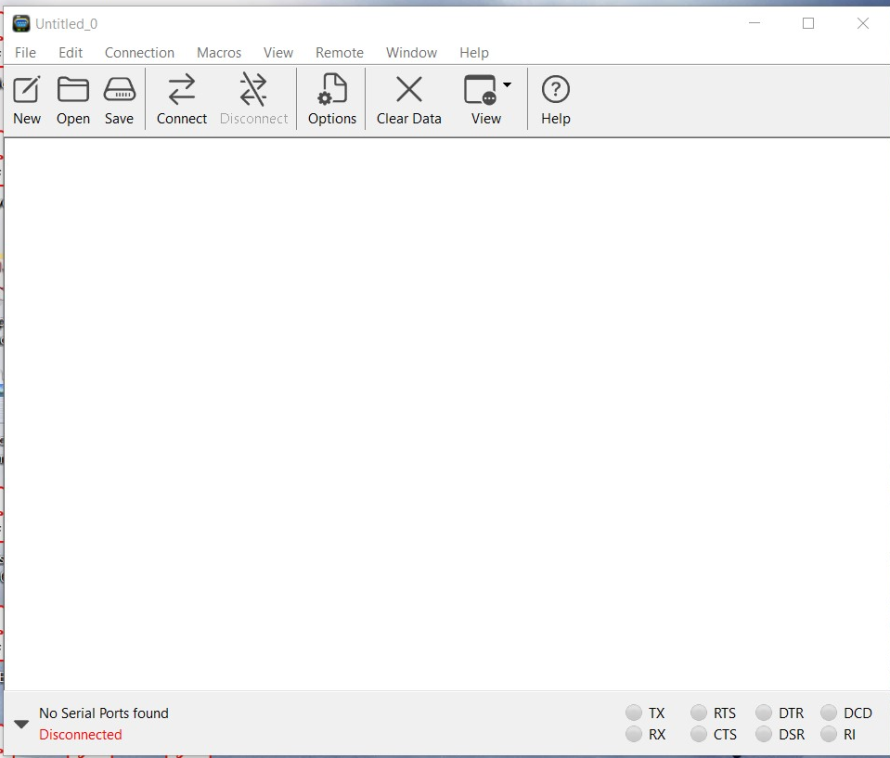 Untitled_0
File Edit Connection Macros View Remote Window Help
New Open Save Connect Disconnect Options Clear Data View Help
No Serial Ports found TX RTS DTR DCD
Disconnected RX CTS DSR RI